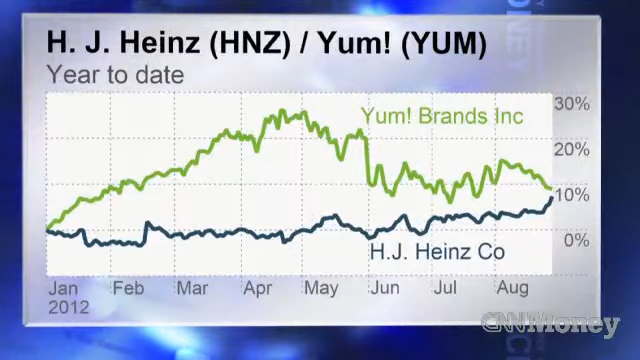 H. J. Heinz (HNZ) / Yum! (YUM)
Year to date
30%
Yum! Brands Inc
20%
10%
0%
H.J. Heinz Co
Jan Feb Mar Apr May Jun Jul Aug
2012
CNNMoney